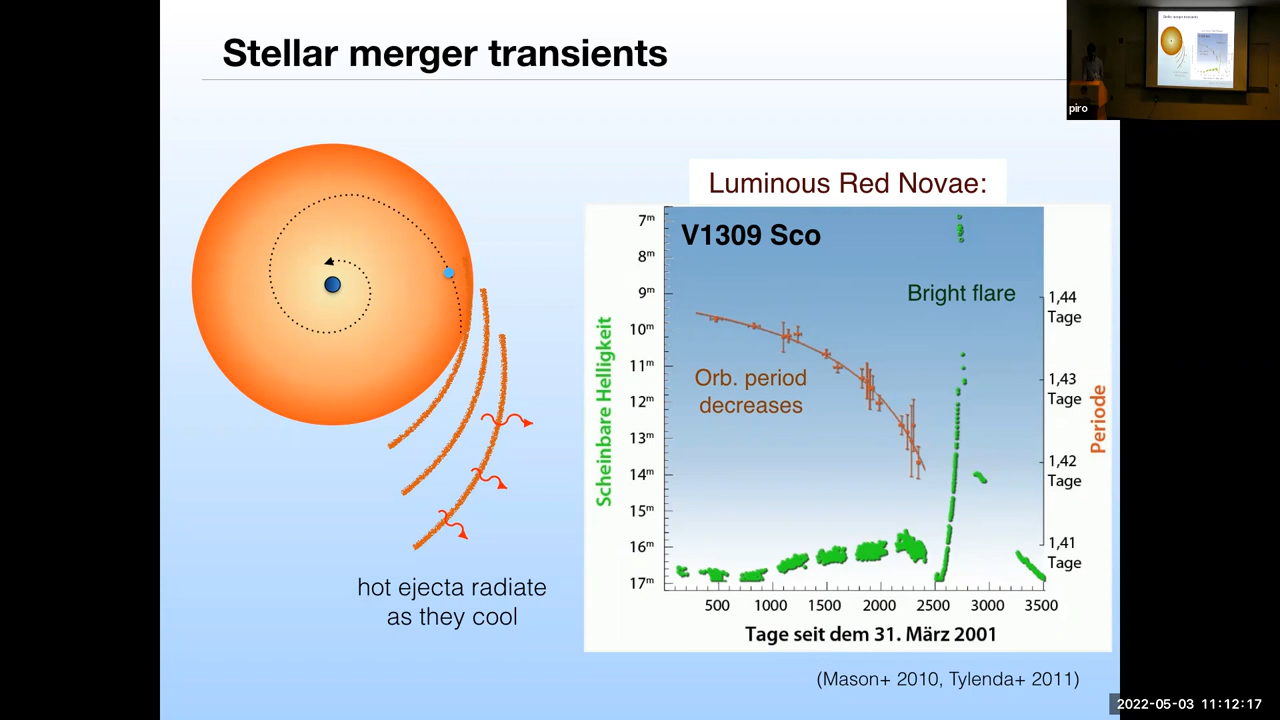 Stellar merger transients
piro
Luminous Red Novae:
V1309 Sco
Bright flare
Orb. period
decreases
Scheinbare Helligkeit
7ᵐ
8ᵐ
9ᵐ
10ᵐ
11ᵐ
12ᵐ
13ᵐ
14ᵐ
15ᵐ
16ᵐ
17ᵐ
1,44
Tage
1,43
Tage
1,42
Tage
1,41
Tage
Periode
500 1000 1500 2000 2500 3000 3500
Tage seit dem 31. März 2001
hot ejecta radiate
as they cool
(Mason+ 2010, Tylenda+ 2011)
2022-05-03 11:12:17